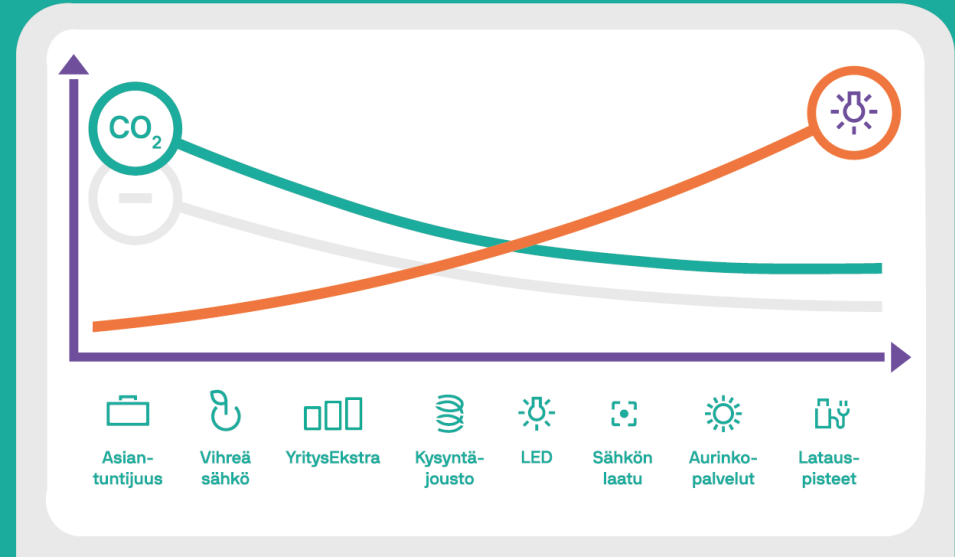 CO₂
Asian-
tuntijuus
Vihreä
sähkö
YritysEkstra
Kysyntä-
jousto
LED
Sähkön
laatu
Aurinko-
palvelut
Lataus-
pisteet